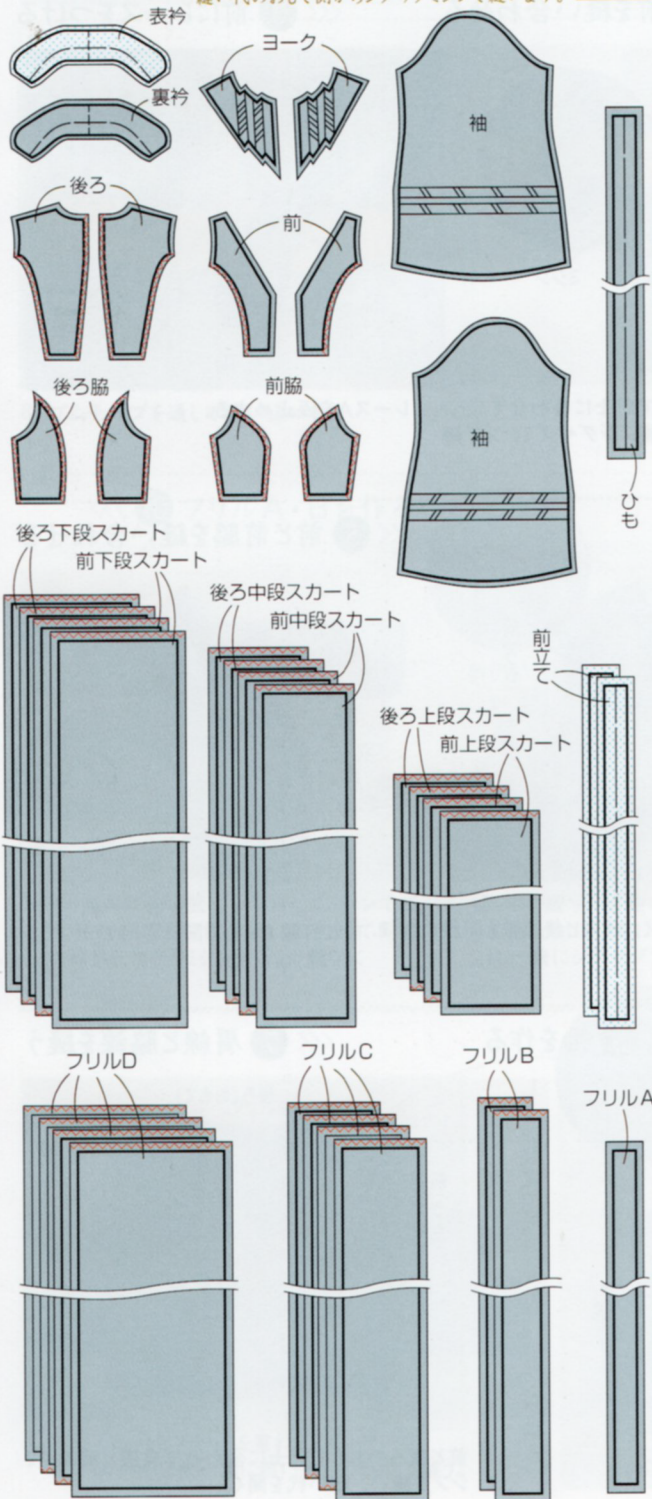 表衿
裏衿
ヨーク
袖
後ろ
前
後ろ脇
前脇
袖
ひも
後ろ下段スカート
前下段スカート
後ろ中段スカート
前中段スカート
前立て
後ろ上段スカート
前上段スカート
フリルD
フリルC
フリルB
フリルA